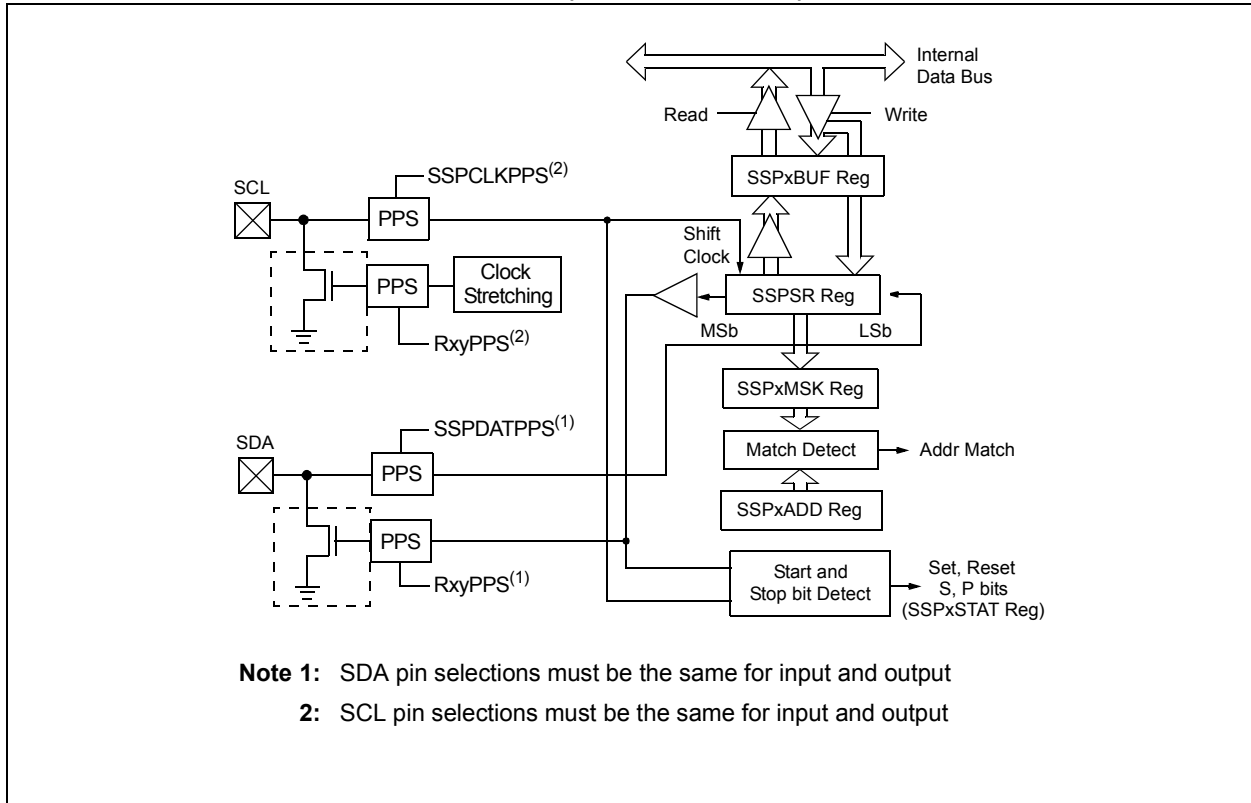 Internal
Data Bus
Read
Write
SSPxBUF Reg
SSPCLKPPS(2)
SCL
PPS
Shift
Clock
PPS
Clock
Stretching
SSPSR Reg
MSb
LSb
RxyPPS(2)
SSPxMSK Reg
SSPDATPPS(1)
SDA
PPS
Match Detect
Addr Match
SSPxADD Reg
PPS
RxyPPS(1)
Start and
Stop bit Detect
Set, Reset
S, P bits
(SSPxSTAT Reg)
Note 1: SDA pin selections must be the same for input and output
2: SCL pin selections must be the same for input and output